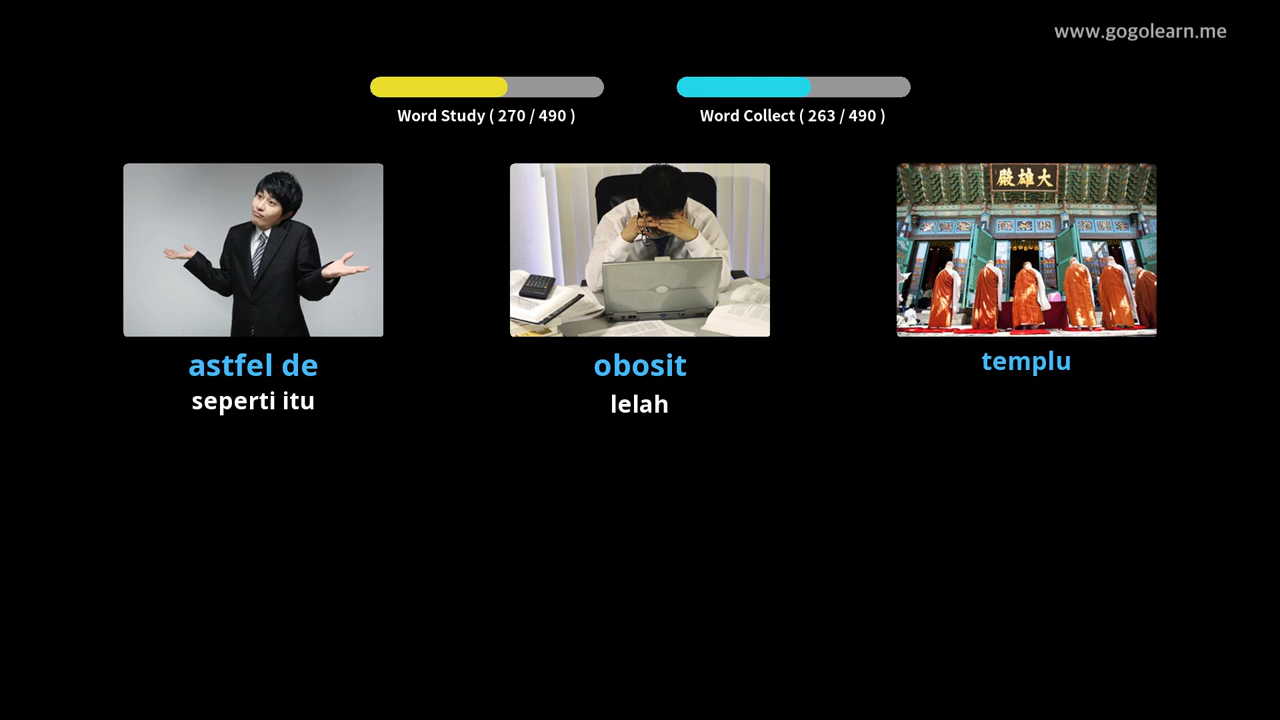 www.gogolearn.me
Word Study ( 270 / 490 )
Word Collect ( 263 / 490 )
大雄殿
astfel de
seperti itu
obosit
lelah
templu